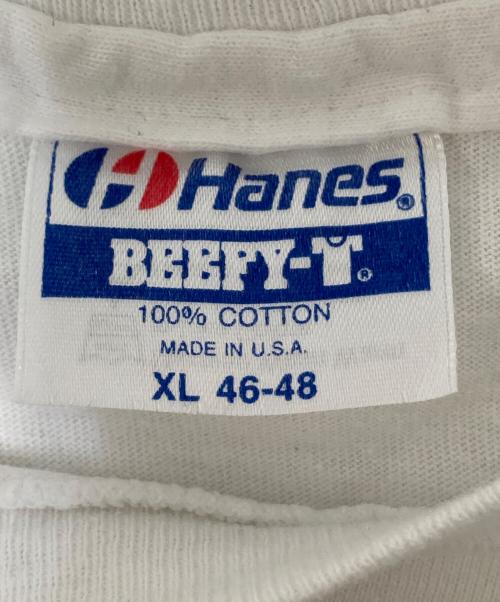 Hanes®
BEEFY-T®
100% COTTON
MADE IN U.S.A.
XL 46-48